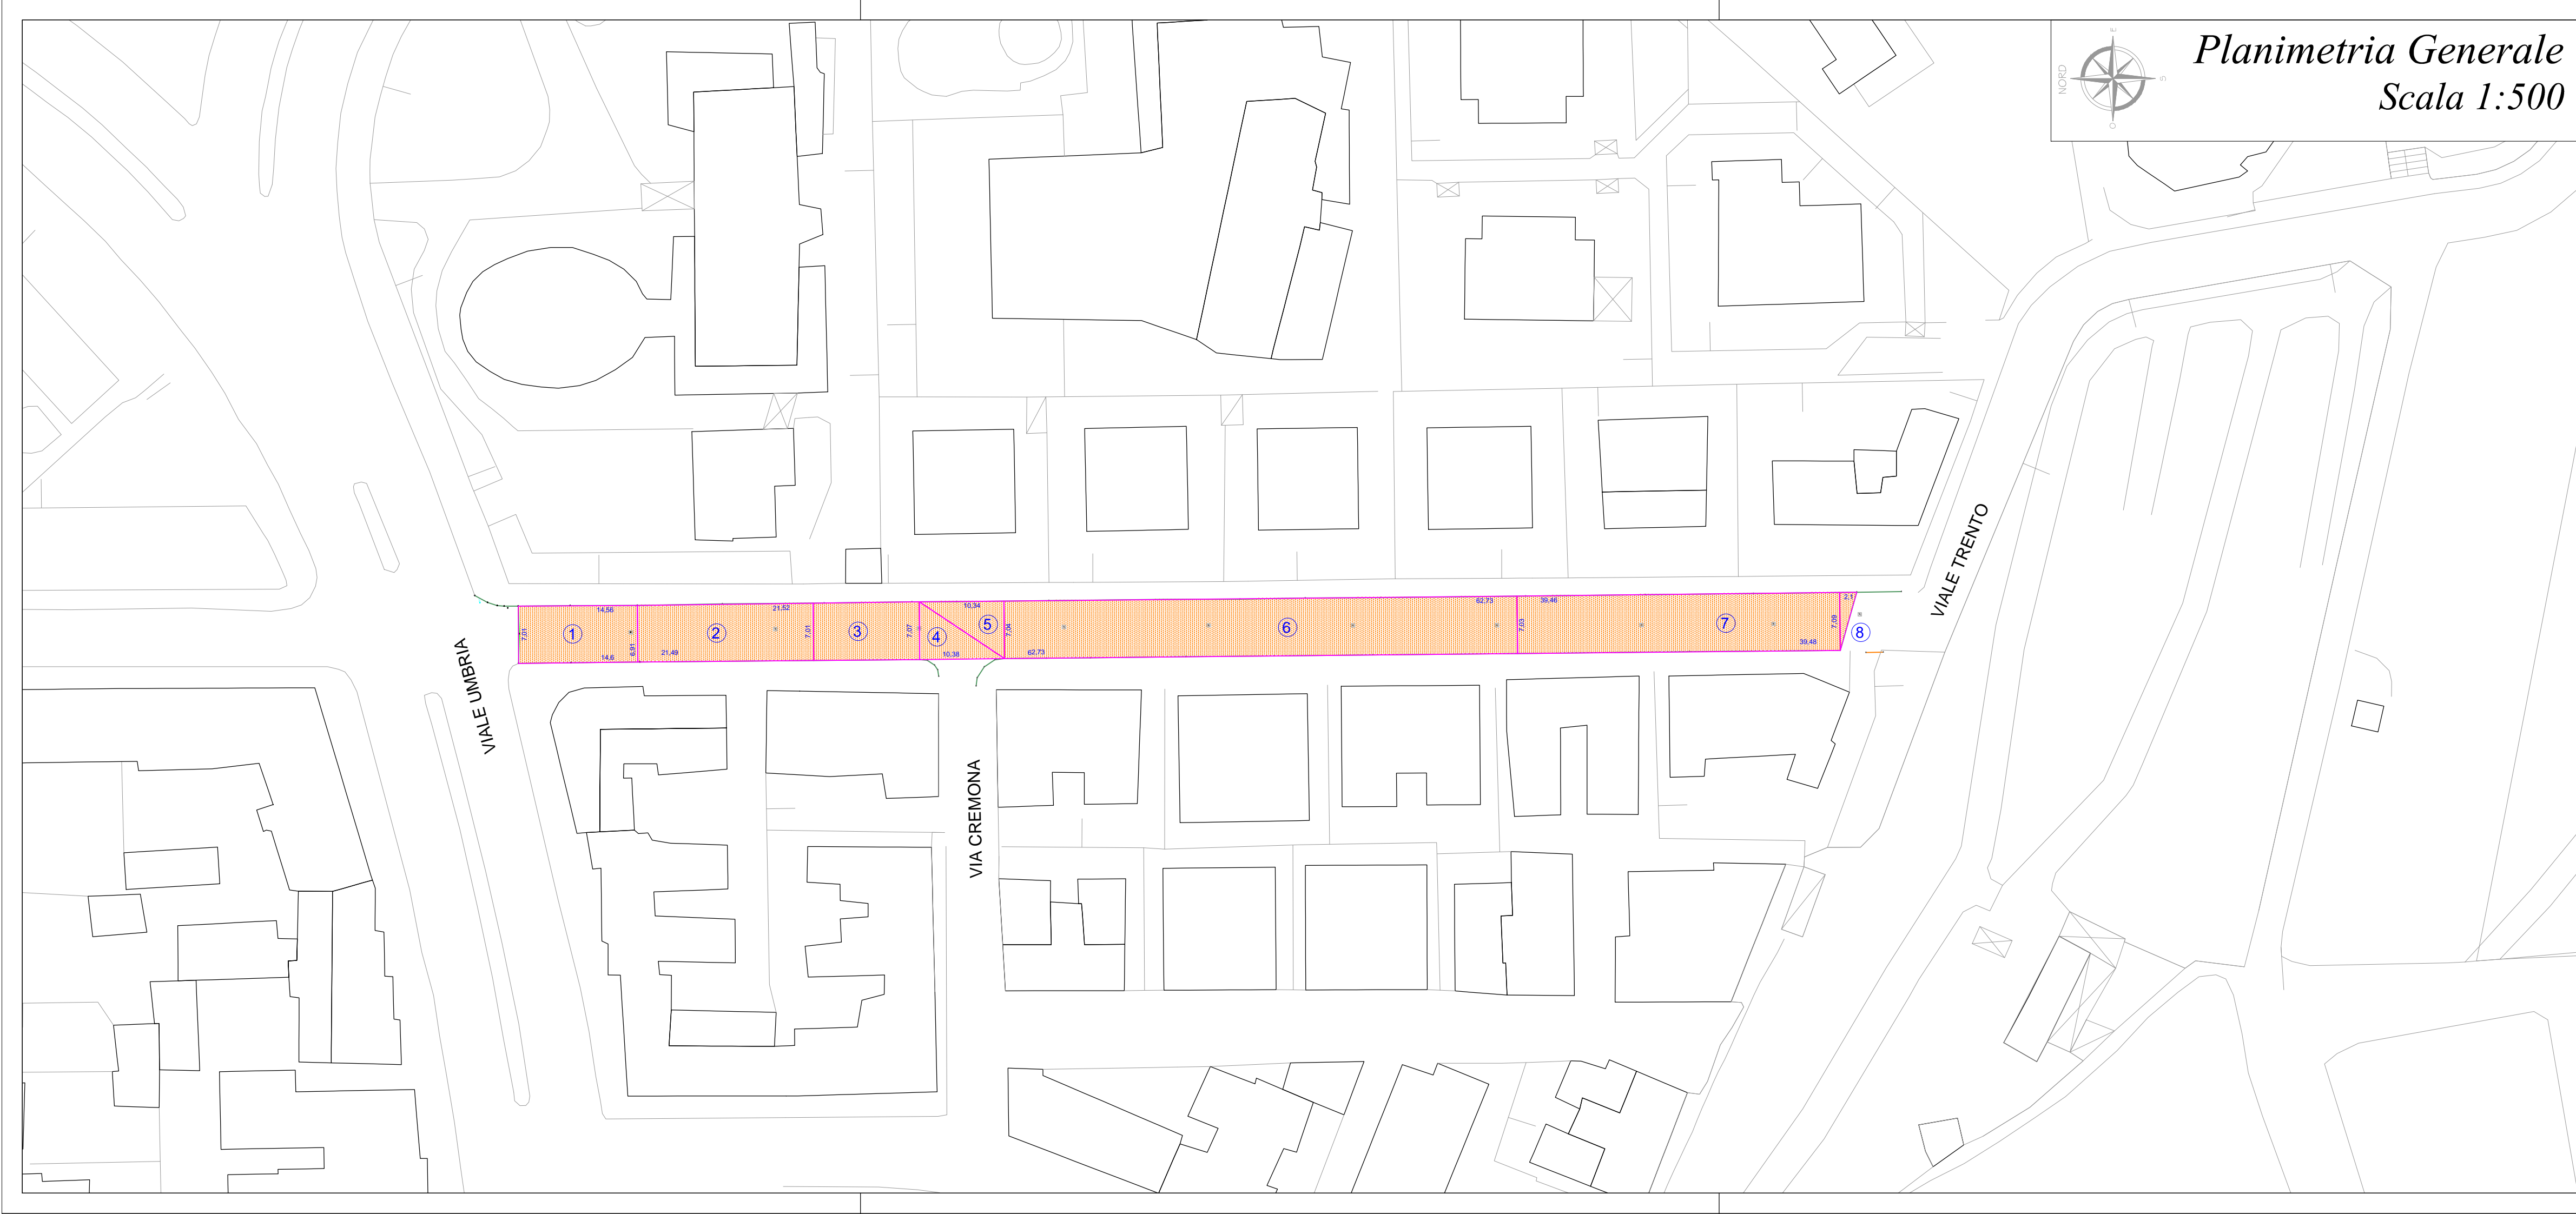 Planimetria Generale
Scala 1:500
NORD
E
S
O
14,56
21,52
10,34
62,73
39,46
2,1
7,01
1
6,91
2
7,01
3
7,07
4
5
7,04
6
7,03
7
7,09
8
14,6
21,49
10,38
62,73
39,48
VIALE UMBRIA
VIA CREMONA
VIALE TRENTO